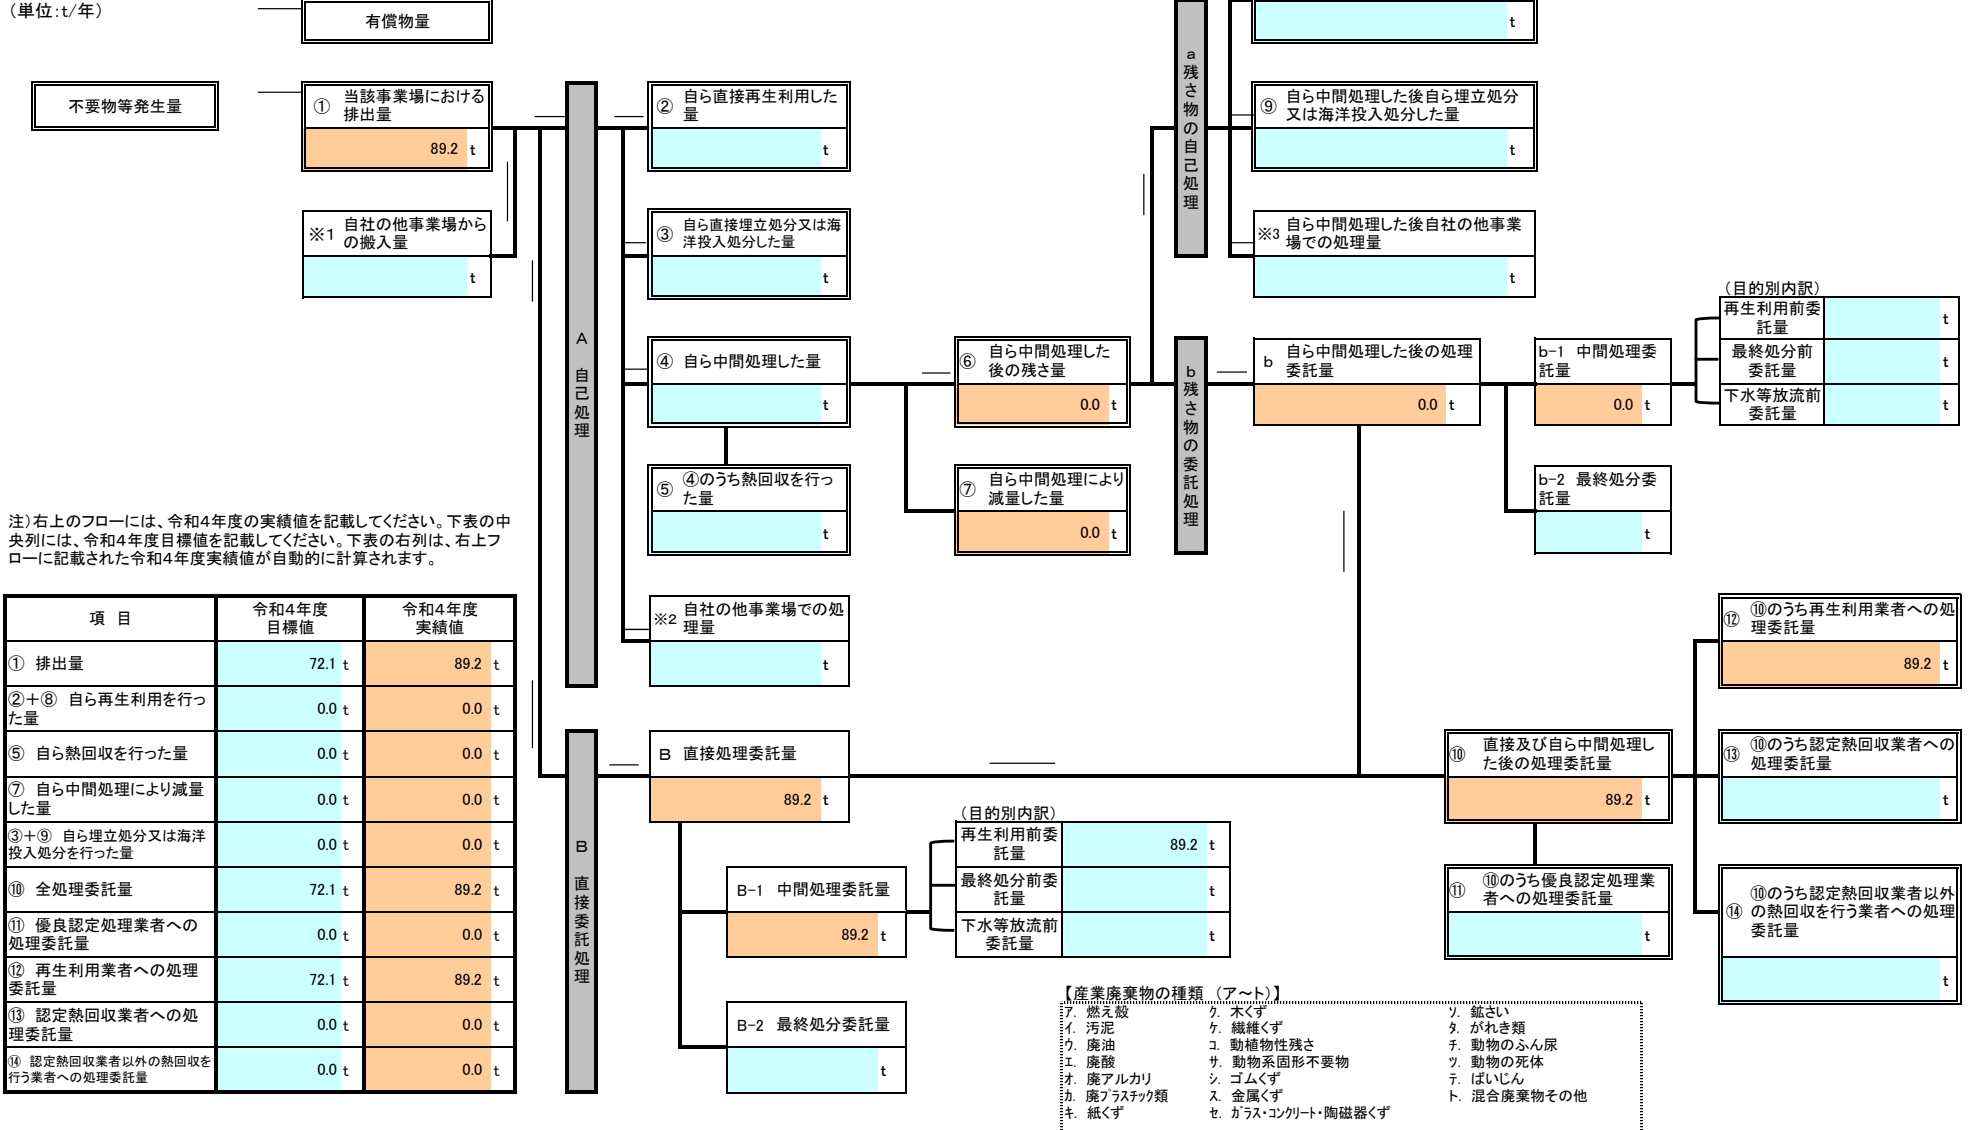 （単位:t/年）
有償物量
t
不要物等発生量
① 当該事業場における
排出量
89.2 t
※1 自社の他事業場から
の搬入量
t
A 自己処理
② 自ら直接再生利用した
量
t
③ 自ら直接埋立処分又は海
洋投入処分した量
t
④ 自ら中間処理した量
t
⑤ ④のうち熱回収を行っ
た量
t
※2 自社の他事業場での処
理量
t
⑥ 自ら中間処理した
後の残さ量
0.0 t
⑦ 自ら中間処理により
減量した量
0.0 t
a 残さ物の自己処理
⑨ 自ら中間処理した後自ら埋立処分
又は海洋投入処分した量
t
※3 自ら中間処理した後自社の他事業
場での処理量
t
b 残さ物の委託処理
b 自ら中間処理した後の処理
委託量
0.0 t
b-1 中間処理委
託量
0.0 t
b-2 最終処分委
託量
t
（目的別内訳）
再生利用前委
託量
t
最終処分前
委託量
t
下水等放流前
委託量
t
注）右上のフローには、令和4年度の実績値を記載してください。下表の中
央列には、令和4年度目標値を記載してください。下表の右列は、右上フ
ローに記載された令和4年度実績値が自動的に計算されます。
項 目 令和4年度
目標値 令和4年度
実績値
① 排出量 72.1 t 89.2 t
②＋⑧ 自ら再生利用を行っ
た量 0.0 t 0.0 t
⑤ 自ら熱回収を行った量 0.0 t 0.0 t
⑦ 自ら中間処理により減量
した量 0.0 t 0.0 t
③＋⑨ 自ら埋立処分又は海洋
投入処分を行った量 0.0 t 0.0 t
⑩ 全処理委託量 72.1 t 89.2 t
⑪ 優良認定処理業者への
処理委託量 0.0 t 0.0 t
⑫ 再生利用業者への処理
委託量 72.1 t 89.2 t
⑬ 認定熱回収業者への処
理委託量 0.0 t 0.0 t
⑭ 認定熱回収業者以外の熱回収を
行う業者への処理委託量 0.0 t 0.0 t
B 直接委託処理
B 直接処理委託量
89.2 t
B-1 中間処理委託量
89.2 t
B-2 最終処分委託量
t
（目的別内訳）
再生利用前委
託量
89.2 t
最終処分前委
託量
t
下水等放流前
委託量
t
⑩ 直接及び自ら中間処理し
た後の処理委託量
89.2 t
⑪ ⑩のうち優良認定処理業
者への処理委託量
t
⑫ ⑩のうち再生利用業者への処
理委託量
89.2 t
⑬ ⑩のうち認定熱回収業者への
処理委託量
t
⑭ ⑩のうち認定熱回収業者以外
の熱回収を行う業者への処理
委託量
t
【産業廃棄物の種類 （ア～ト）】
ア. 燃え殻 ク. 木くず ソ. 鉱さい
イ. 汚泥 ケ. 繊維くず タ. がれき類
ウ. 廃油 コ. 動植物性残さ チ. 動物のふん尿
エ. 廃酸 サ. 動物系固形不要物 ツ. 動物の死体
オ. 廃アルカリ シ. ゴムくず テ. ばいじん
カ. 廃プラスチック類 ス. 金属くず ト. 混合廃棄物その他
キ. 紙くず セ. ガラス・コンクリート・陶磁器くず